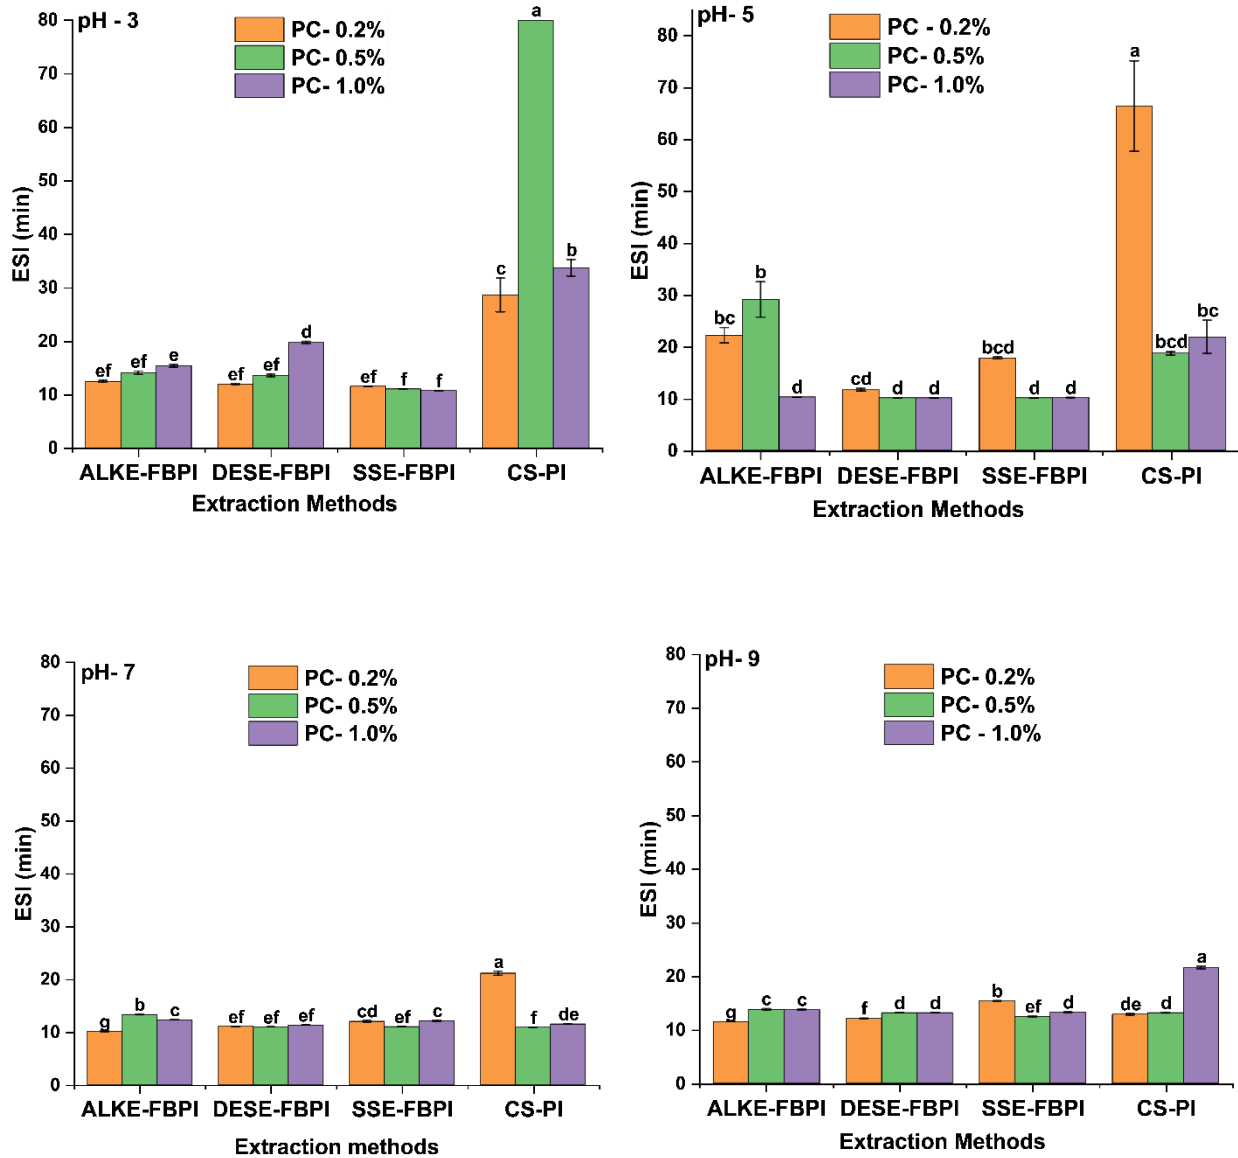 pH - 3
PC- 0.2%
PC- 0.5%
PC- 1.0%
80
80
70
60
50
40
30
20
10
0
ESI (min)
ef
ef
e
ef
ef
d
ef
f
f
c
a
b
ALKE-FBPI DESE-FBPI SSE-FBPI CS-PI
Extraction Methods
pH- 5
PC - 0.2%
PC- 0.5%
PC- 1.0%
80
70
60
50
40
30
20
10
0
ESI (min)
bc
b
d
cd
d
d
bcd
d
d
a
bcd
bc
ALKE-FBPI DESE-FBPI SSE-FBPI CS-PI
Extraction Methods
pH- 7
PC- 0.2%
PC- 0.5%
PC- 1.0%
80
70
60
50
40
30
20
10
0
ESI (min)
g
b
c
ef
ef
ef
cd
ef
c
a
f
de
ALKE-FBPI DESE-FBPI SSE-FBPI CS-PI
Extraction methods
pH- 9
PC- 0.2%
PC- 0.5%
PC - 1.0%
80
70
60
50
40
30
20
10
0
ESI (min)
g
c
c
f
d
d
b
ef
d
de
d
a
ALKE-FBPI DESE-FBPI SSE-FBPI CS-PI
Extraction Methods